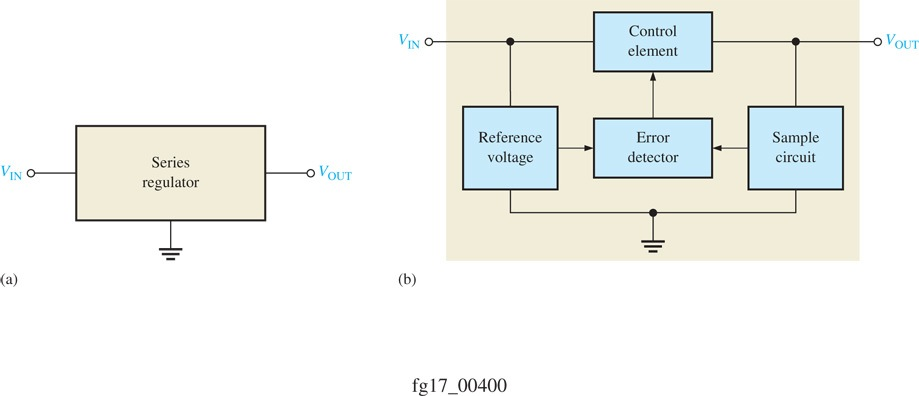 V_IN
Series
regulator
V_OUT
(a)
V_IN
Control
element
V_OUT
Reference
voltage
Error
detector
Sample
circuit
(b)
fg17_00400